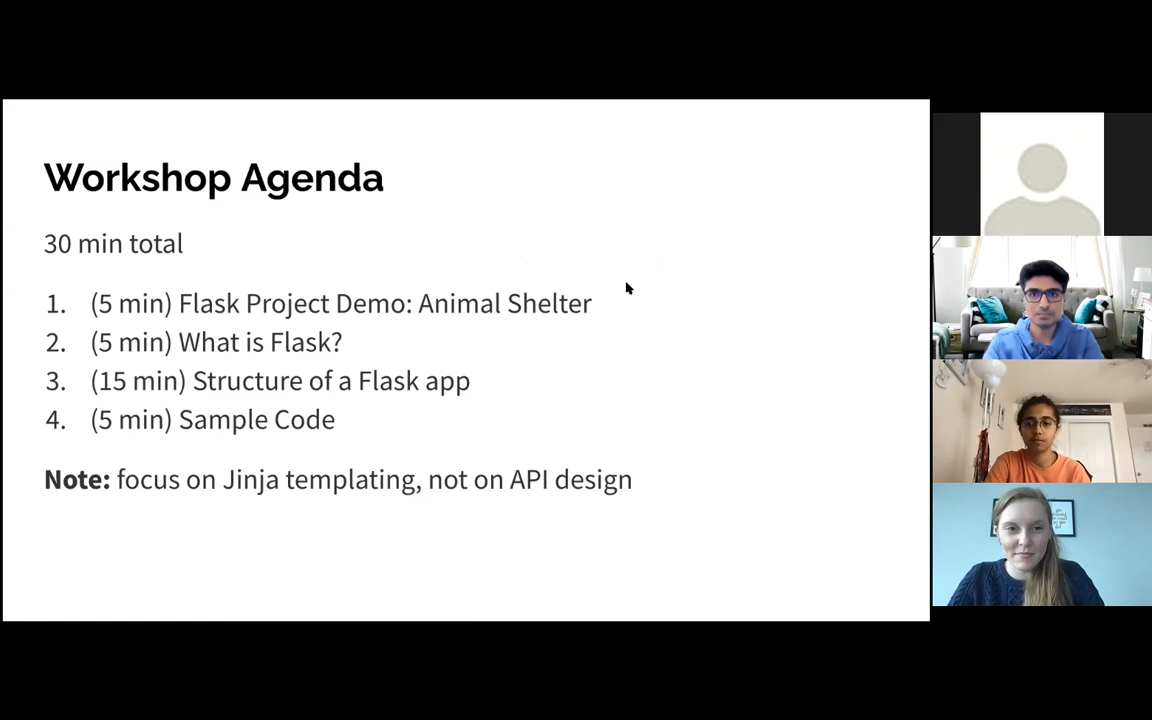 Workshop Agenda
30 min total
1. (5 min) Flask Project Demo: Animal Shelter
2. (5 min) What is Flask?
3. (15 min) Structure of a Flask app
4. (5 min) Sample Code
Note: focus on Jinja templating, not on API design